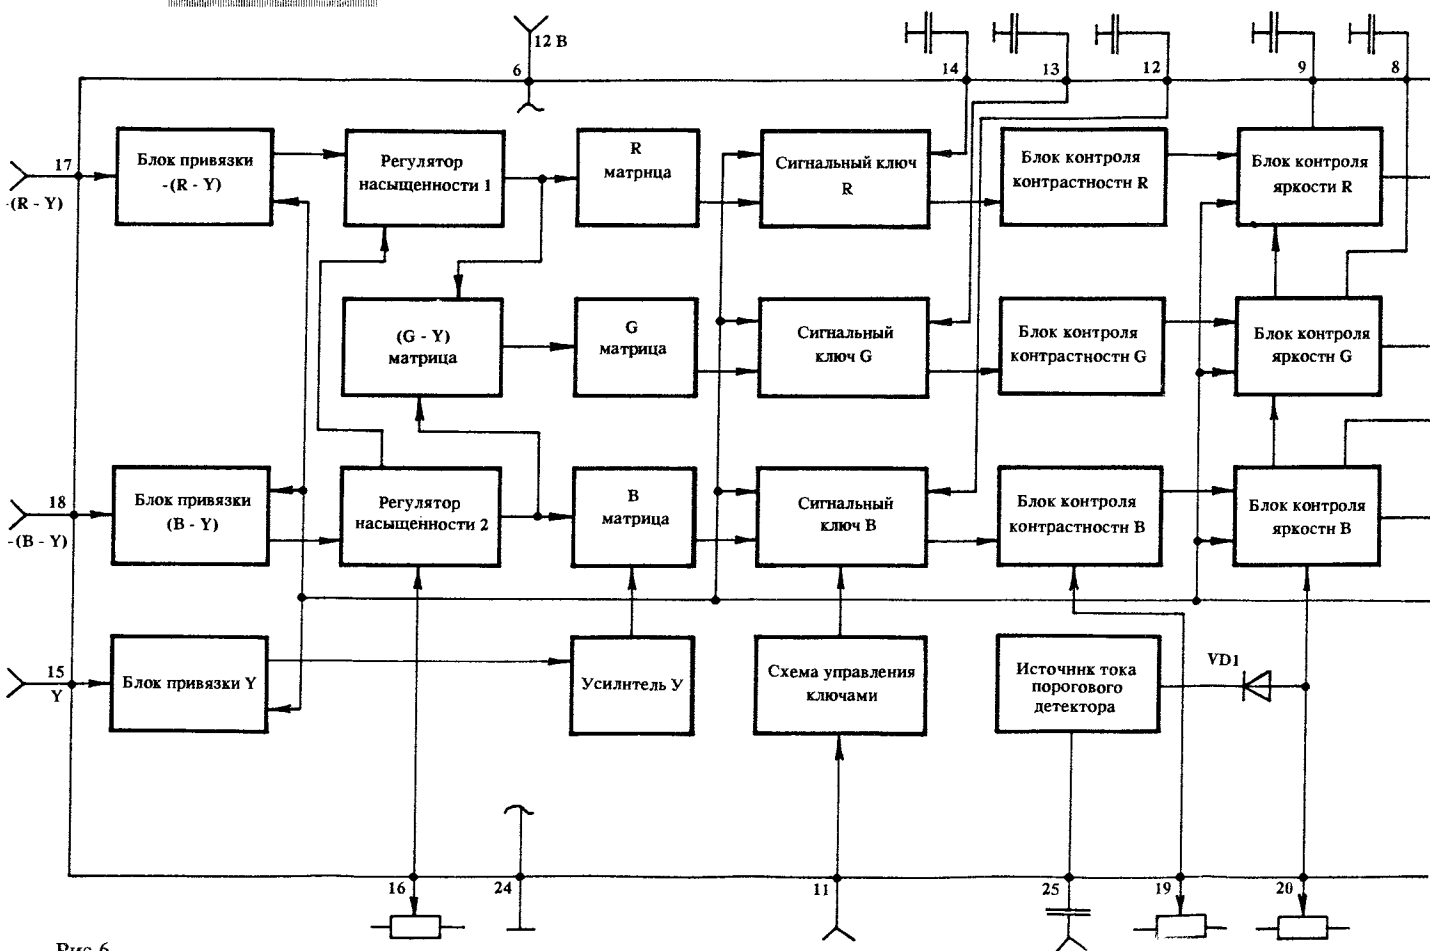 12 В
6
14
13
12
9
8
17
-(R - Y)
Блок привязки
-(R - Y)
Регулятор
насыщенности 1
R
матрица
Сигнальный ключ
R
Блок контроля
контрастности R
Блок контроля
яркости R
(G - Y)
матрица
G
матрица
Сигнальный
ключ G
Блок контроля
контрастности G
Блок контроля
яркости G
18
-(B - Y)
Блок привязки
(B - Y)
Регулятор
насыщенности 2
B
матрица
Сигнальный
ключ B
Блок контроля
контрастности B
Блок контроля
яркости B
15
Y
Блок привязки Y
Усилитель У
Схема управления
ключами
Источник тока
порогового
детектора
VD1
16
24
11
25
19
20
Рис.6